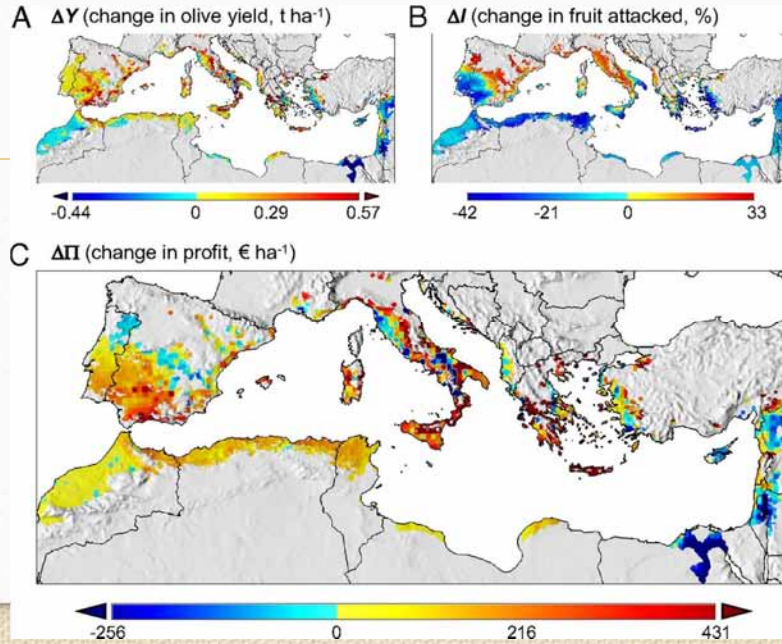 A ΔY (change in olive yield, t ha⁻¹)
-0.44 0 0.29 0.57
B ΔI (change in fruit attacked, %)
-42 -21 0 33
C ΔΠ (change in profit, € ha⁻¹)
-256 0 216 431